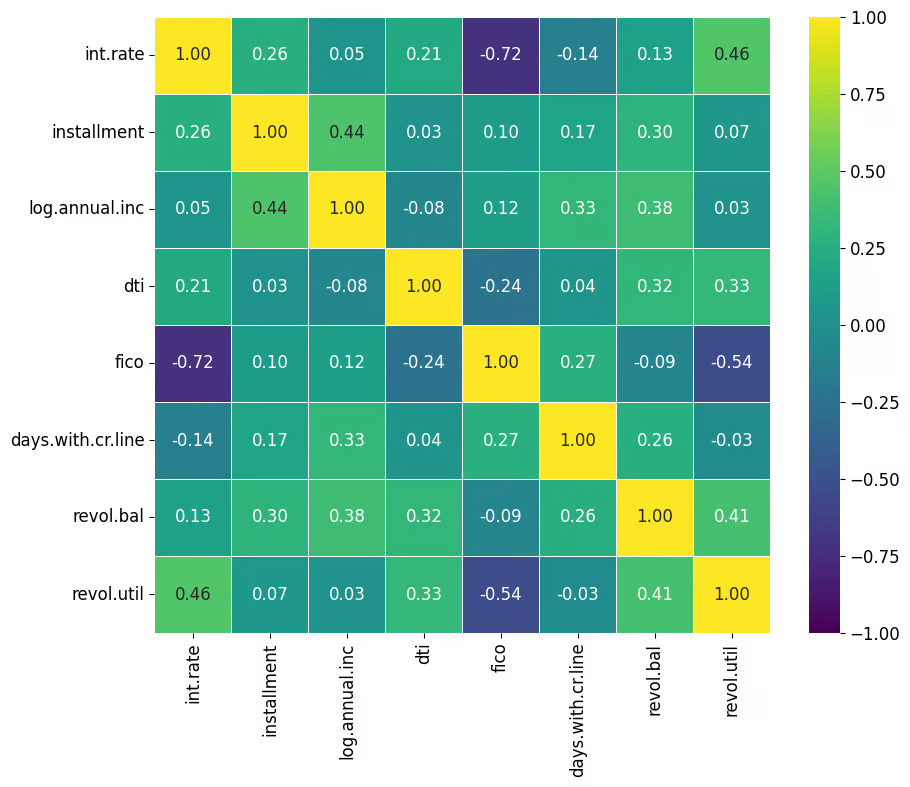 int.rate 1.00 0.26 0.05 0.21 -0.72 -0.14 0.13 0.46
installment 0.26 1.00 0.44 0.03 0.10 0.17 0.30 0.07
log.annual.inc 0.05 0.44 1.00 -0.08 0.12 0.33 0.38 0.03
dti 0.21 0.03 -0.08 1.00 -0.24 0.04 0.32 0.33
fico -0.72 0.10 0.12 -0.24 1.00 0.27 -0.09 -0.54
days.with.cr.line -0.14 0.17 0.33 0.04 0.27 1.00 0.26 -0.03
revol.bal 0.13 0.30 0.38 0.32 -0.09 0.26 1.00 0.41
revol.util 0.46 0.07 0.03 0.33 -0.54 -0.03 0.41 1.00
int.rate
installment
log.annual.inc
dti
fico
days.with.cr.line
revol.bal
revol.util
1.00
0.75
0.50
0.25
0.00
−0.25
−0.50
−0.75
−1.00